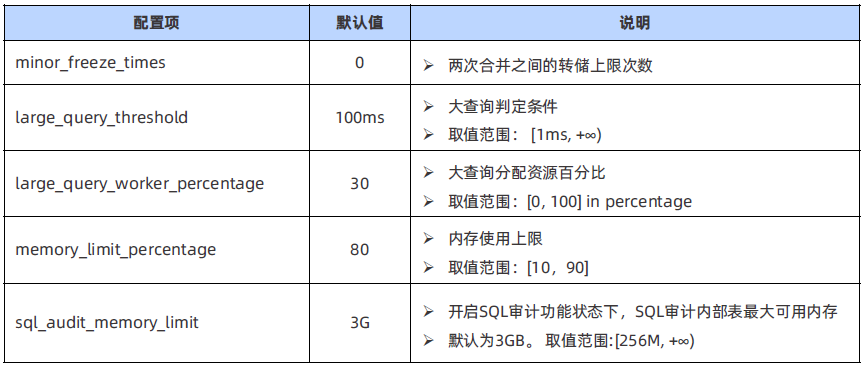 配置项 默认值 说明
minor_freeze_times 0 ➢ 两次合并之间的转储上限次数
large_query_threshold 100ms ➢ 大查询判定条件
➢ 取值范围： [1ms, +∞)
large_query_worker_percentage 30 ➢ 大查询分配资源百分比
➢ 取值范围：[0, 100] in percentage
memory_limit_percentage 80 ➢ 内存使用上限
➢ 取值范围：[10，90]
sql_audit_memory_limit 3G ➢ 开启SQL审计功能状态下，SQL审计内部表最大可用内存
➢ 默认为3GB。 取值范围:[256M, +∞)